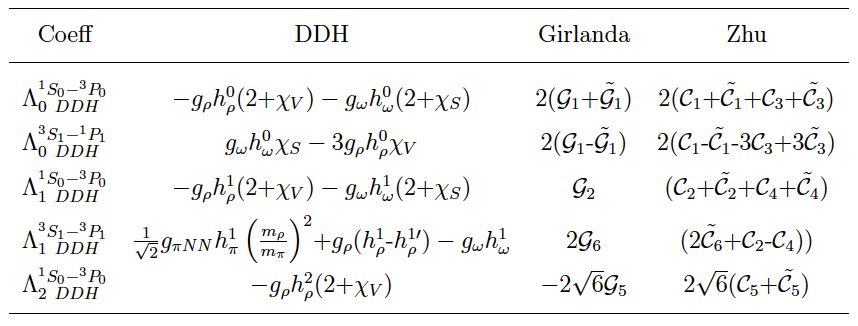 Coeff DDH Girlanda Zhu
$\Lambda_{0\ DDH}^{^1S_0-^3P_0}$ $-g_\rho h_\rho^0(2+\chi_V) - g_\omega h_\omega^0(2+\chi_S)$ $2(\mathcal{G}_1+\tilde{\mathcal{G}}_1)$ $2(\mathcal{C}_1+\tilde{\mathcal{C}}_1+\mathcal{C}_3+\tilde{\mathcal{C}}_3)$
$\Lambda_{0\ DDH}^{^3S_1-^1P_1}$ $g_\omega h_\omega^0\chi_S - 3g_\rho h_\rho^0\chi_V$ $2(\mathcal{G}_1\text{-}\tilde{\mathcal{G}}_1)$ $2(\mathcal{C}_1\text{-}\tilde{\mathcal{C}}_1\text{-}3\mathcal{C}_3+3\tilde{\mathcal{C}}_3)$
$\Lambda_{1\ DDH}^{^1S_0-^3P_0}$ $-g_\rho h_\rho^1(2+\chi_V) - g_\omega h_\omega^1(2+\chi_S)$ $\mathcal{G}_2$ $(\mathcal{C}_2+\tilde{\mathcal{C}}_2+\mathcal{C}_4+\tilde{\mathcal{C}}_4)$
$\Lambda_{1\ DDH}^{^3S_1-^3P_1}$ $\frac{1}{\sqrt{2}}g_{\pi NN}h_\pi^1\left(\frac{m_\rho}{m_\pi}\right)^2+g_\rho(h_\rho^1\text{-}h_\rho^{1\prime}) - g_\omega h_\omega^1$ $2\mathcal{G}_6$ $(2\tilde{\mathcal{C}}_6+\mathcal{C}_2\text{-}\mathcal{C}_4))$
$\Lambda_{2\ DDH}^{^1S_0-^3P_0}$ $-g_\rho h_\rho^2(2+\chi_V)$ $-2\sqrt{6}\mathcal{G}_5$ $2\sqrt{6}(\mathcal{C}_5+\tilde{\mathcal{C}}_5)$